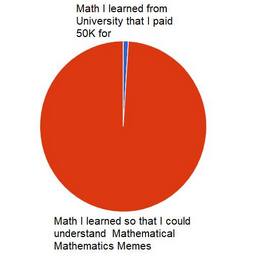 Math I learned from
University that I paid
50K for
Math I learned so that I could
understand Mathematical
Mathematics Memes